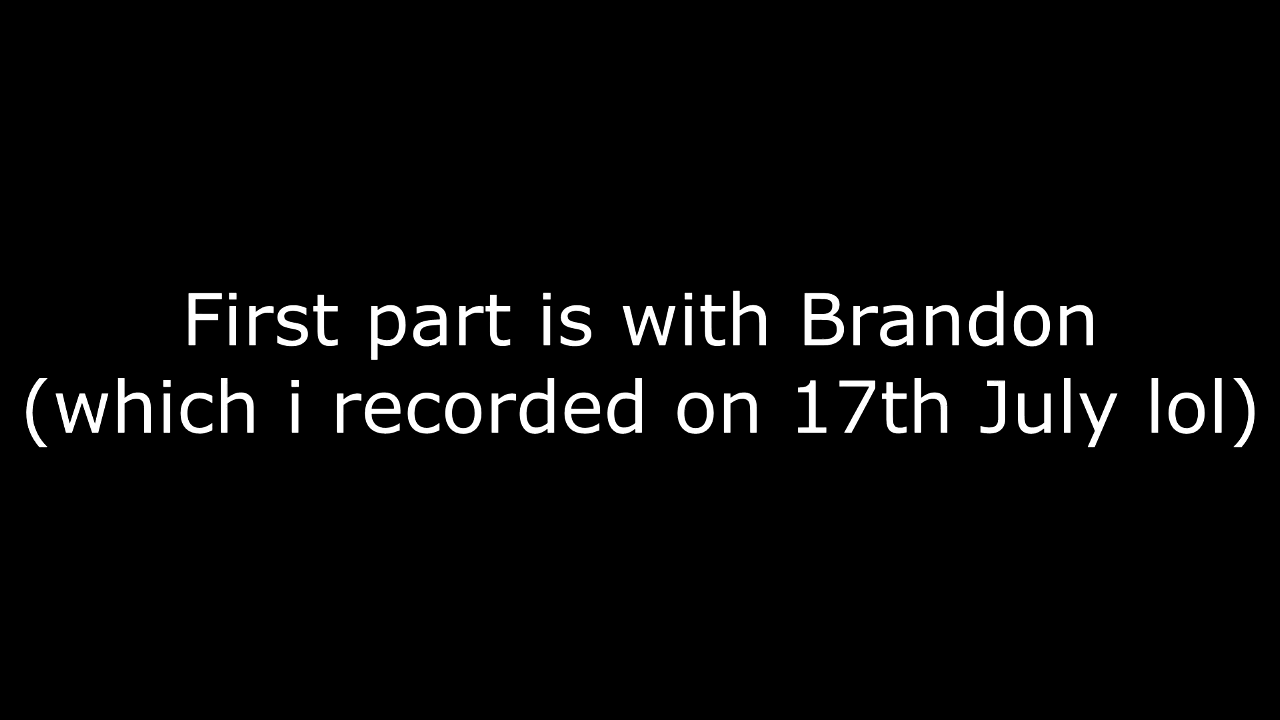 First part is with Brandon
(which i recorded on 17th July lol)